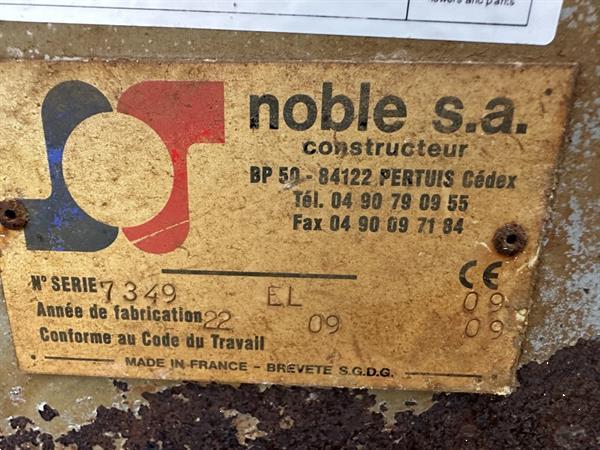 noble s.a.
constructeur
BP 59 - 84122 PERTUIS Cédex
Tél. 04 90 79 09 55
Fax 04 90 09 71 84
N° SERIE 7349 EL 09
CE
Année de fabrication 22 09 09
Conforme au Code du Travail
MADE IN FRANCE - BREVETE S.G.D.G.